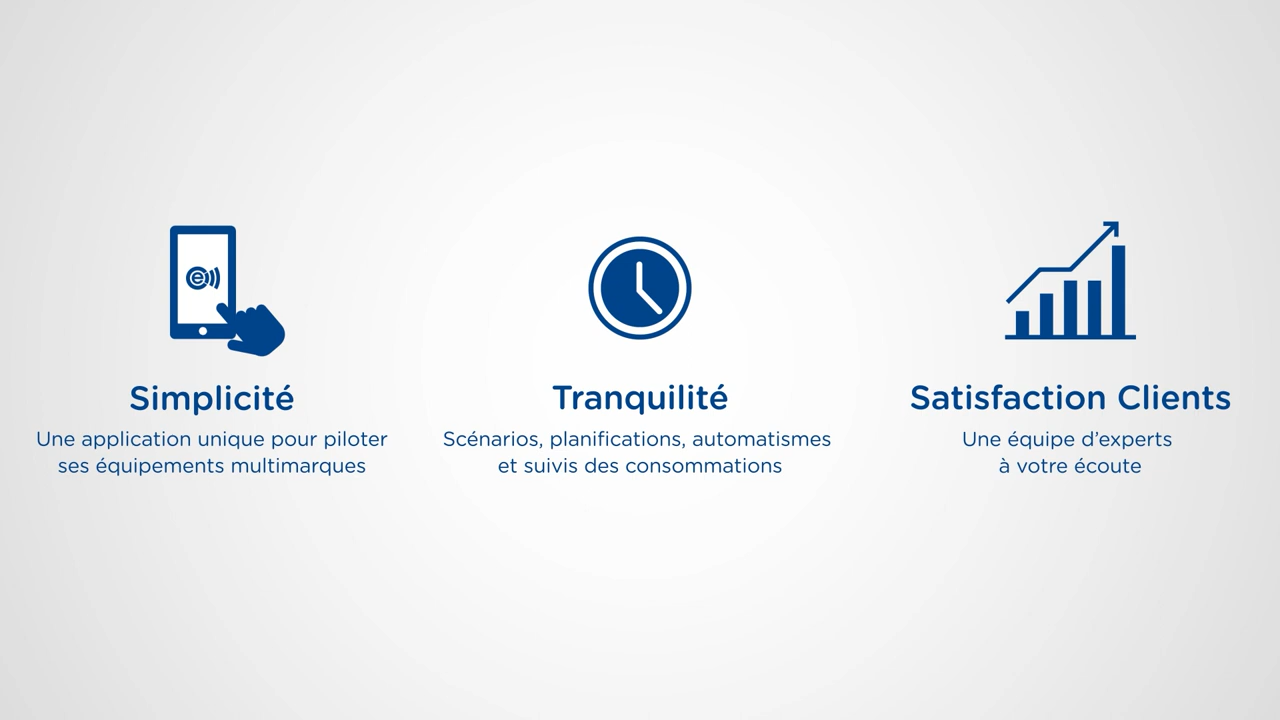 e
Simplicité
Une application unique pour piloter
ses équipements multimarques
Tranquilité
Scénarios, planifications, automatismes
et suivis des consommations
Satisfaction Clients
Une équipe d’experts
à votre écoute